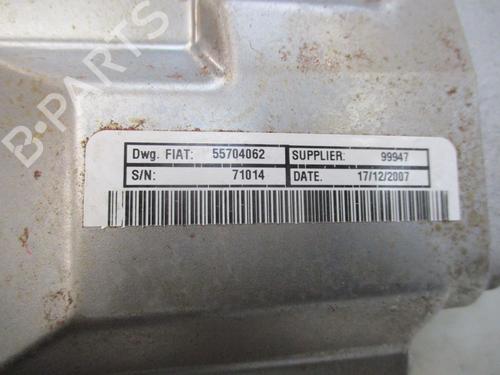 B-PARTS
Dwg. FIAT: 55704062 SUPPLIER: 99947
S/N: 71014 DATE. 17/12/2007